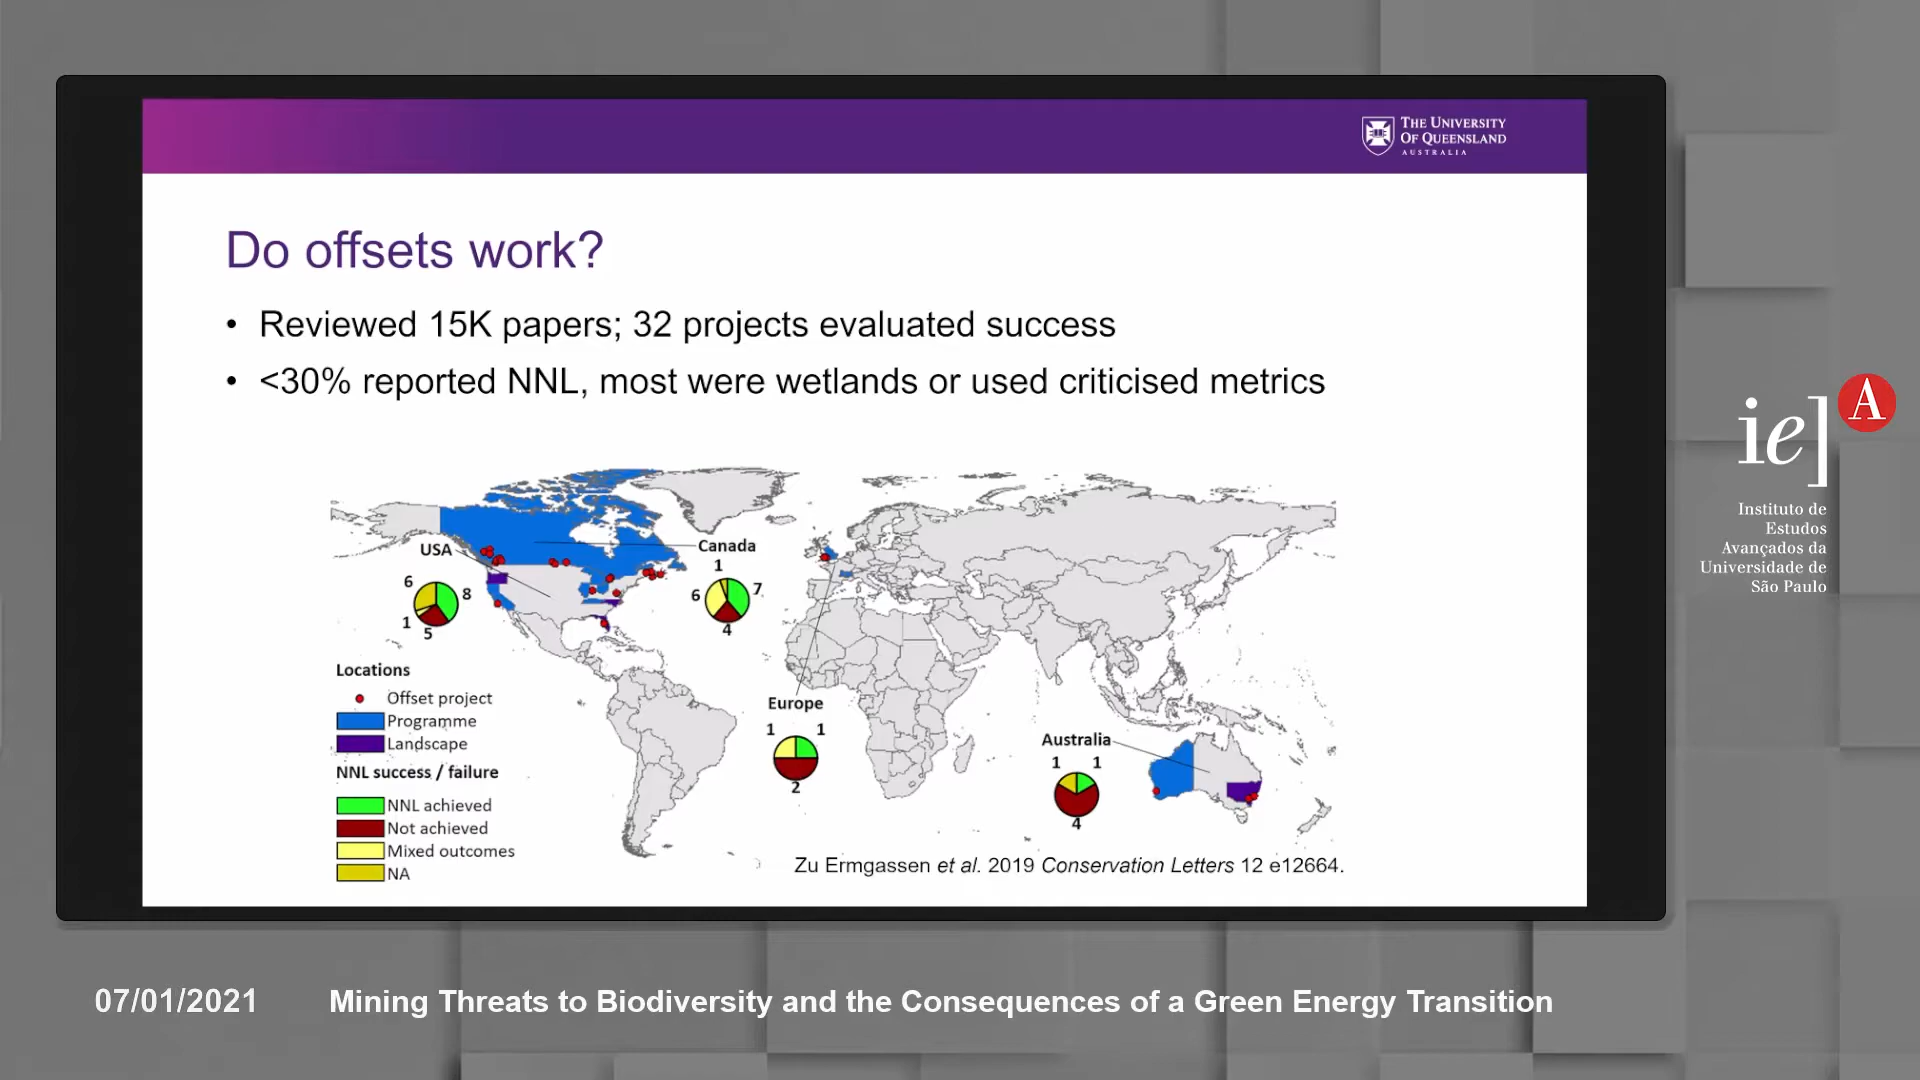 THE UNIVERSITY
OF QUEENSLAND
AUSTRALIA
Do offsets work?
• Reviewed 15K papers; 32 projects evaluated success
• <30% reported NNL, most were wetlands or used criticised metrics
USA
6
8
1
5
Canada
1
7
6
4
Europe
1
1
2
Australia
1
1
4
Locations
Offset project
Programme
Landscape
NNL success / failure
NNL achieved
Not achieved
Mixed outcomes
NA
Zu Ermgassen et al. 2019 Conservation Letters 12 e12664.
ie] A
Instituto de
Estudos
Avançados da
Universidade de
São Paulo
07/01/2021
Mining Threats to Biodiversity and the Consequences of a Green Energy Transition